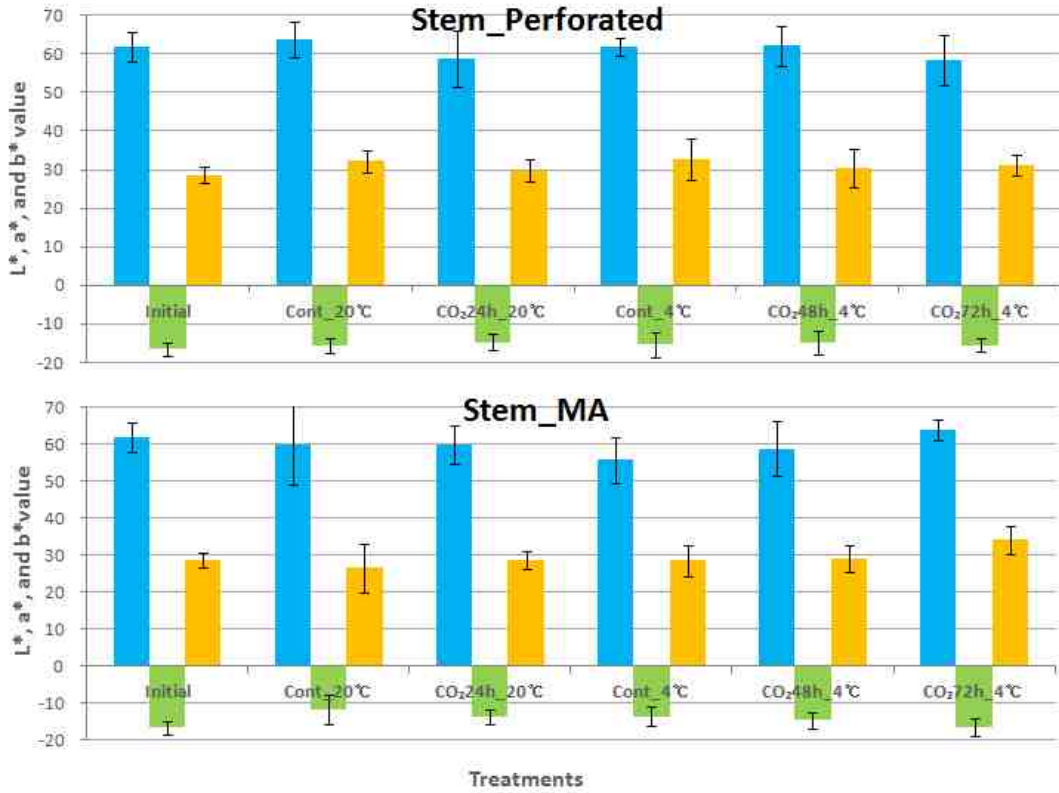 Stem_Perforated
L*, a*, and b* value
70
60
50
40
30
20
10
0
-10
-20
Initial
Cont_20℃
CO₂24h_20℃
Cont_4℃
CO₂48h_4℃
CO₂72h_4℃
Stem_MA
L*, a*, and b*value
70
60
50
40
30
20
10
0
-10
-20
Initial
Cont_20℃
CO₂24h_20℃
Cont_4℃
CO₂48h_4℃
CO₂72h_4℃
Treatments